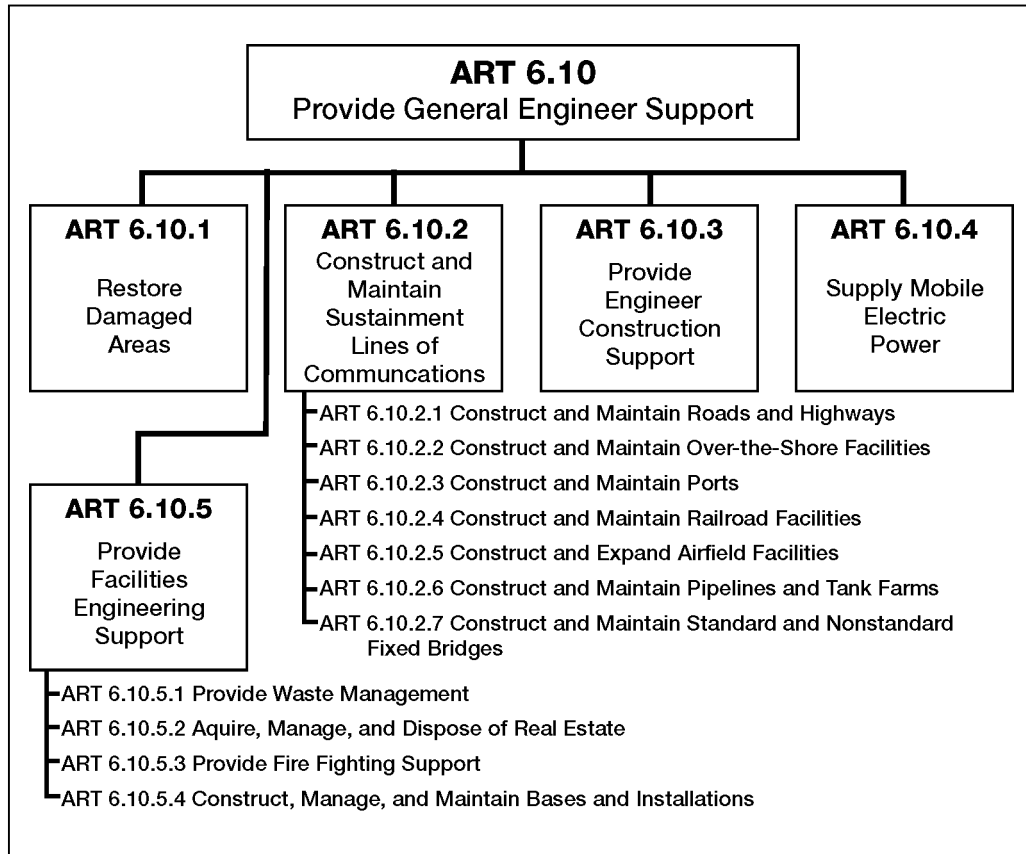 ART 6.10
Provide General Engineer Support
ART 6.10.1
Restore
Damaged
Areas
ART 6.10.2
Construct and
Maintain
Sustainment
Lines of
Communcations
ART 6.10.3
Provide
Engineer
Construction
Support
ART 6.10.4
Supply Mobile
Electric
Power
ART 6.10.2.1 Construct and Maintain Roads and Highways
ART 6.10.2.2 Construct and Maintain Over-the-Shore Facilities
ART 6.10.2.3 Construct and Maintain Ports
ART 6.10.2.4 Construct and Maintain Railroad Facilities
ART 6.10.2.5 Construct and Expand Airfield Facilities
ART 6.10.2.6 Construct and Maintain Pipelines and Tank Farms
ART 6.10.2.7 Construct and Maintain Standard and Nonstandard
Fixed Bridges
ART 6.10.5
Provide
Facilities
Engineering
Support
ART 6.10.5.1 Provide Waste Management
ART 6.10.5.2 Aquire, Manage, and Dispose of Real Estate
ART 6.10.5.3 Provide Fire Fighting Support
ART 6.10.5.4 Construct, Manage, and Maintain Bases and Installations